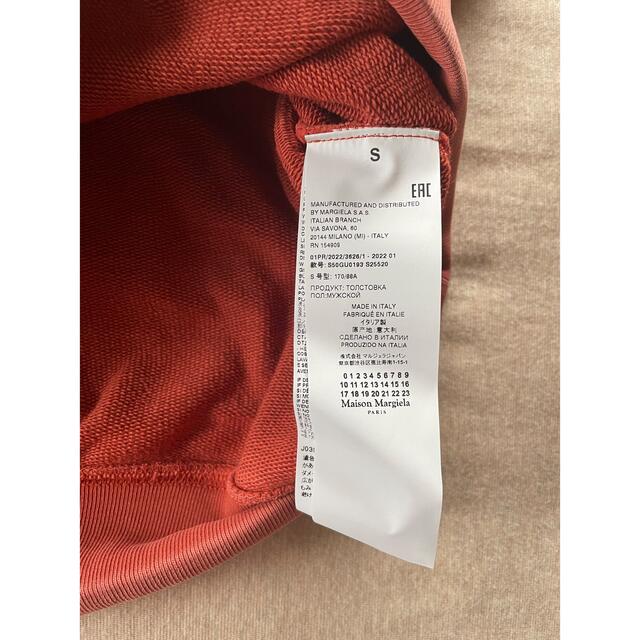 S
EAC
MANUFACTURED AND DISTRIBUTED
BY MARGIELA S.A.S.
ITALIAN BRANCH
VIA SAVONA, 60
20144 MILANO (MI) - ITALY
RN 154909
01PR/2022/3626/1 - 2022 01
款号: S50GU0193 S25520
S 号型: 170/88A
ПРОДУКТ: ТОЛСТОВКА
ПОЛ:МУЖСКОЙ
MADE IN ITALY
FABRIQUÉ EN ITALIE
イタリア製
原产地: 意大利
СДЕЛАНО В ИТАЛИИ
PRODUZIDO NA ITALIA
株式会社 マルジェラジャパン
東京都渋谷区恵比寿南1-15-1
0 1 2 3 4 5 6 7 8 9
10 11 12 13 14 15 16
17 18 19 20 21 22 23
Maison Margiela
PARIS